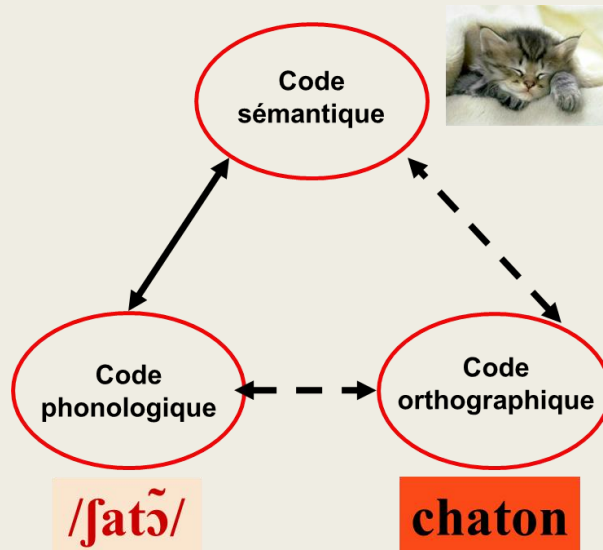 Code
sémantique
Code
phonologique
Code
orthographique
/ʃatɔ̃/
chaton